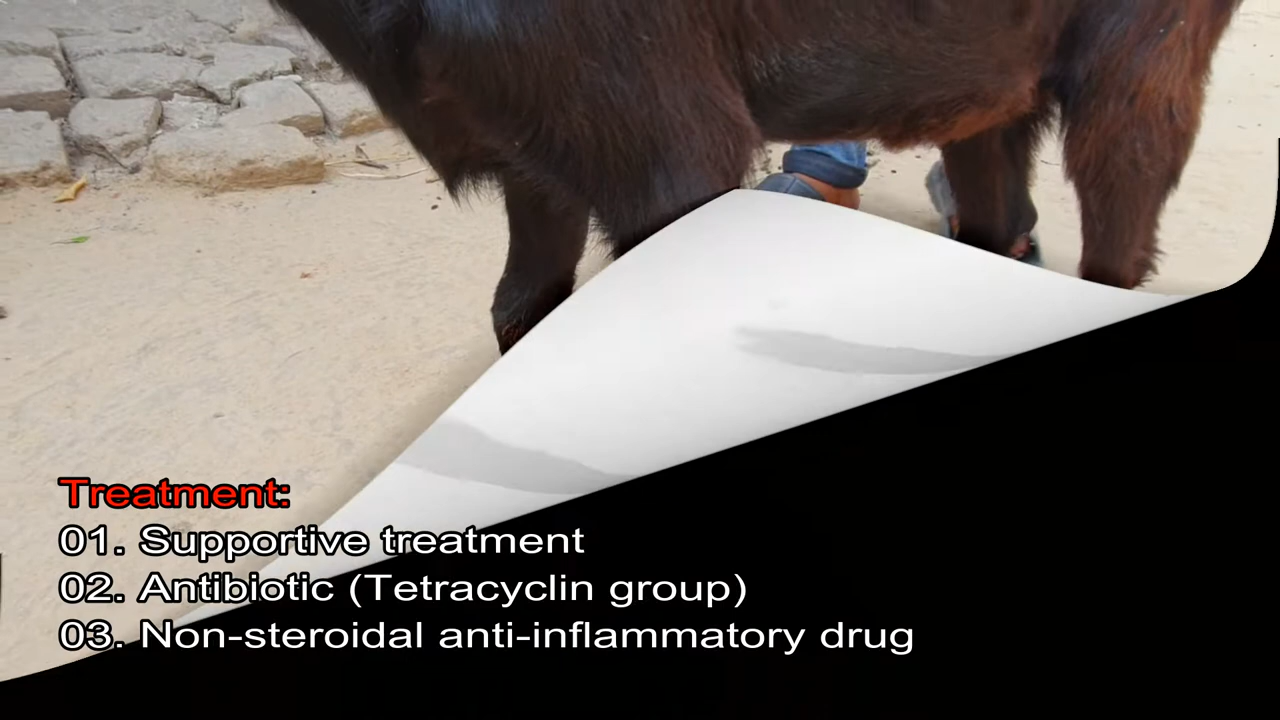 Treatment:
01. Supportive treatment
02. Antibiotic (Tetracyclin group)
03. Non-steroidal anti-inflammatory drug